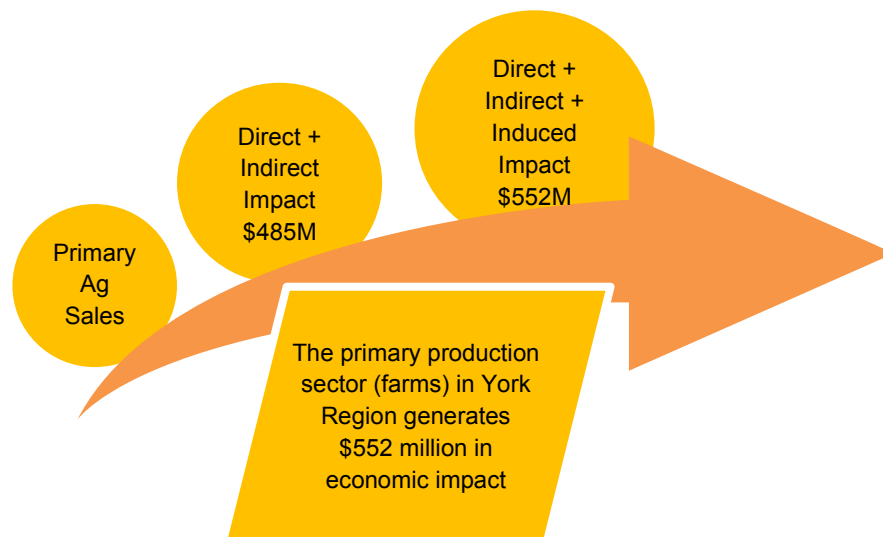 Primary
Ag
Sales
Direct +
Indirect
Impact
$485M
Direct +
Indirect +
Induced
Impact
$552M
The primary production
sector (farms) in York
Region generates
$552 million in
economic impact